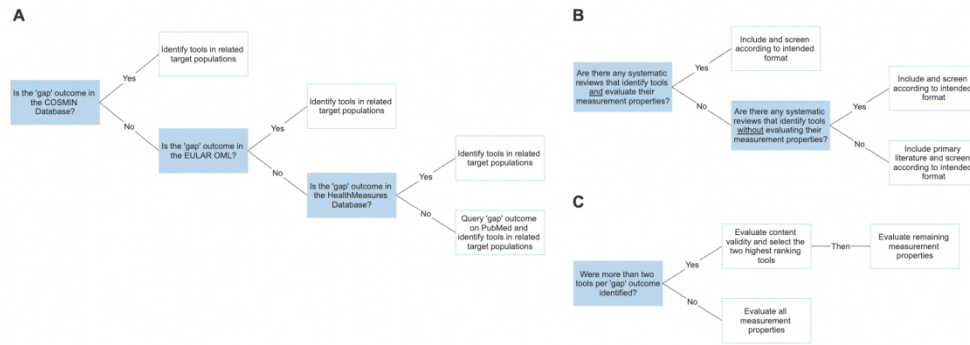 A
Identify tools in related
target populations
Yes
Is the 'gap' outcome in
the COSMIN
Database?
No
Is the 'gap' outcome in
the EULAR OML?
Yes
Identify tools in related
target populations
No
Is the 'gap' outcome in
the HealthMeasures
Database?
Yes
Identify tools in related
target populations
No
Query 'gap' outcome
on PubMed and
identify tools in related
target populations
B
Are there any systematic
reviews that identify tools
and evaluate their
measurement properties?
Yes
Include and screen
according to intended
format
No
Are there any systematic
reviews that identify tools
without evaluating their
measurement properties?
Yes
Include and screen
according to intended
format
No
Include primary
literature and screen
according to intended
format
C
Were more than two
tools per 'gap' outcome
identified?
Yes
Evaluate content
validity and select the
two highest ranking
tools
Then
Evaluate remaining
measurement
properties
No
Evaluate all
measurement
properties